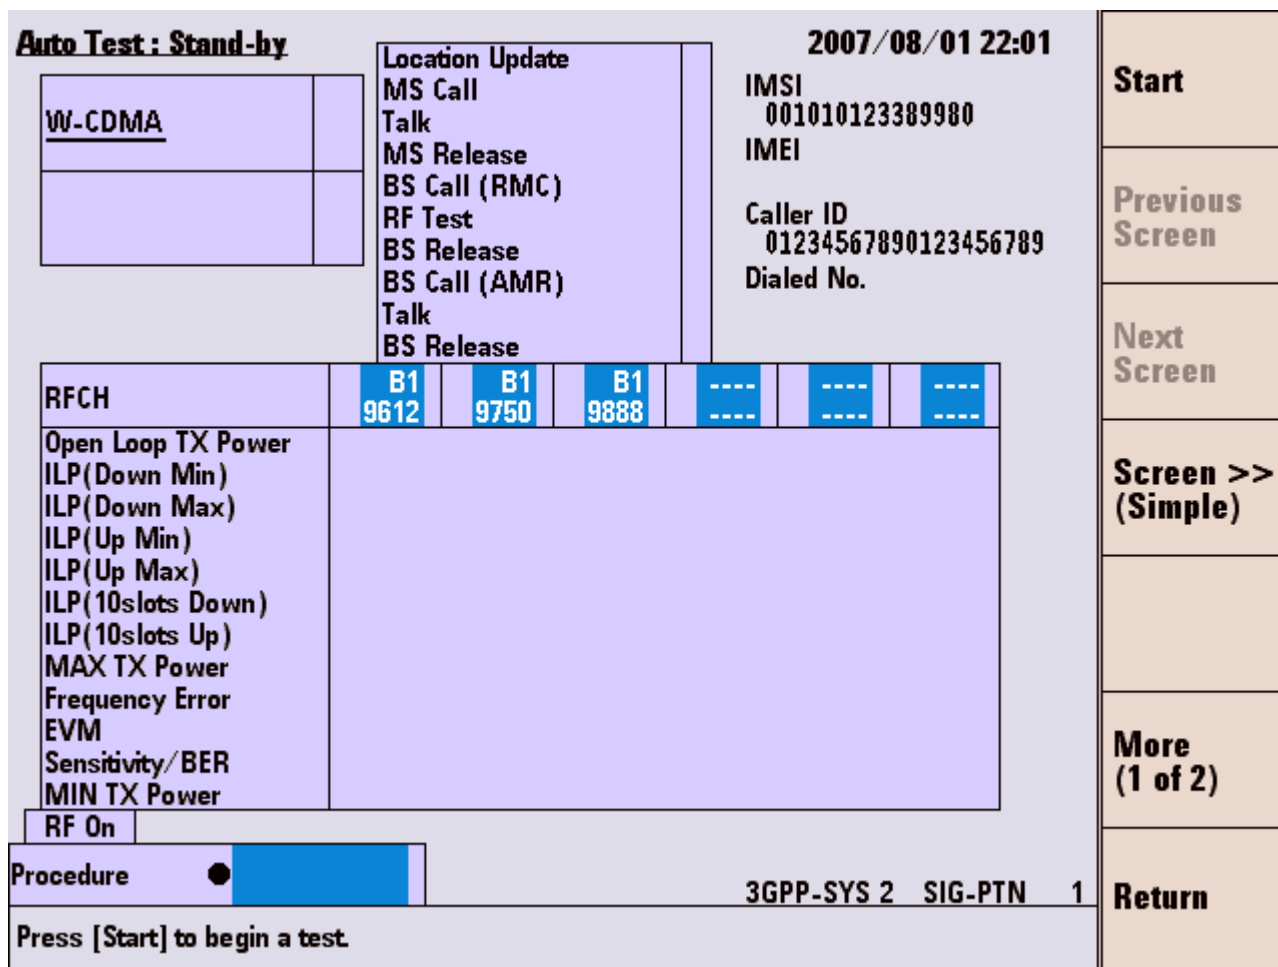 Auto Test : Stand-by
2007/08/01 22:01
W-CDMA
Location Update
MS Call
Talk
MS Release
BS Call (RMC)
RF Test
BS Release
BS Call (AMR)
Talk
BS Release
IMSI
001010123389980
IMEI
Caller ID
01234567890123456789
Dialed No.
RFCH
B1 B1 B1 ---- ---- ----
9612 9750 9888 ---- ---- ----
Open Loop TX Power
ILP(Down Min)
ILP(Down Max)
ILP(Up Min)
ILP(Up Max)
ILP(10slots Down)
ILP(10slots Up)
MAX TX Power
Frequency Error
EVM
Sensitivity/BER
MIN TX Power
RF On
Procedure
3GPP-SYS 2 SIG-PTN 1
Press [Start] to begin a test.
Start
Previous
Screen
Next
Screen
Screen >>
(Simple)
More
(1 of 2)
Return